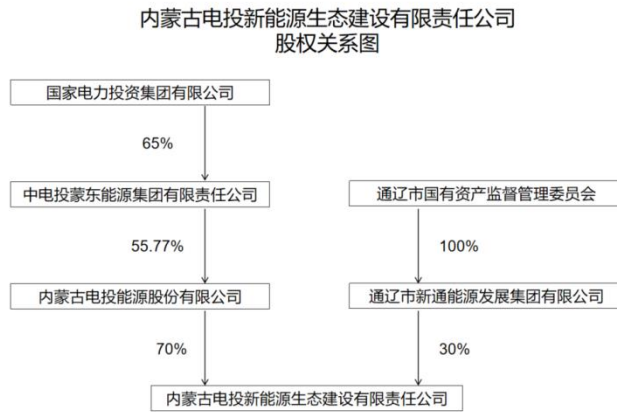 内蒙古电投新能源生态建设有限责任公司
股权关系图
国家电力投资集团有限公司
65%
中电投蒙东能源集团有限责任公司
通辽市国有资产监督管理委员会
55.77%
100%
内蒙古电投能源股份有限公司
通辽市新通能源发展集团有限公司
70%
30%
内蒙古电投新能源生态建设有限责任公司